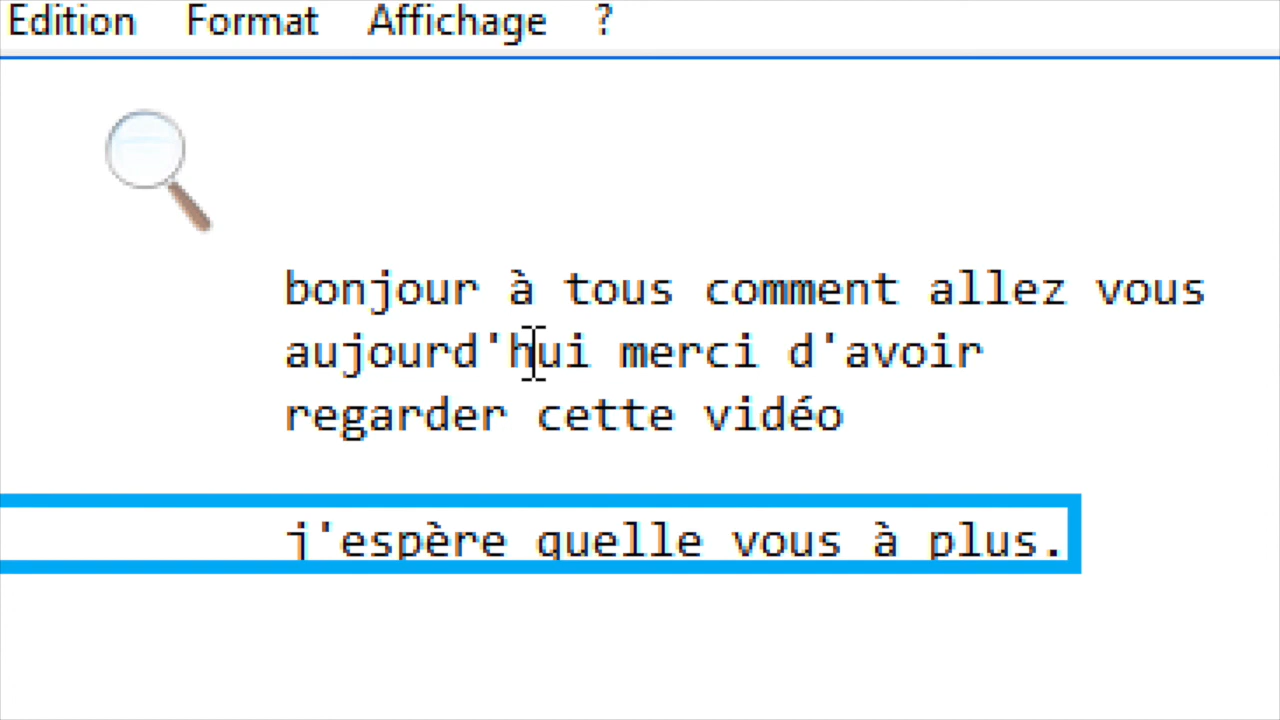 Edition Format Affichage ?
bonjour à tous comment allez vous
aujourd'hui merci d'avoir
regarder cette vidéo
j'espère quelle vous à plus.